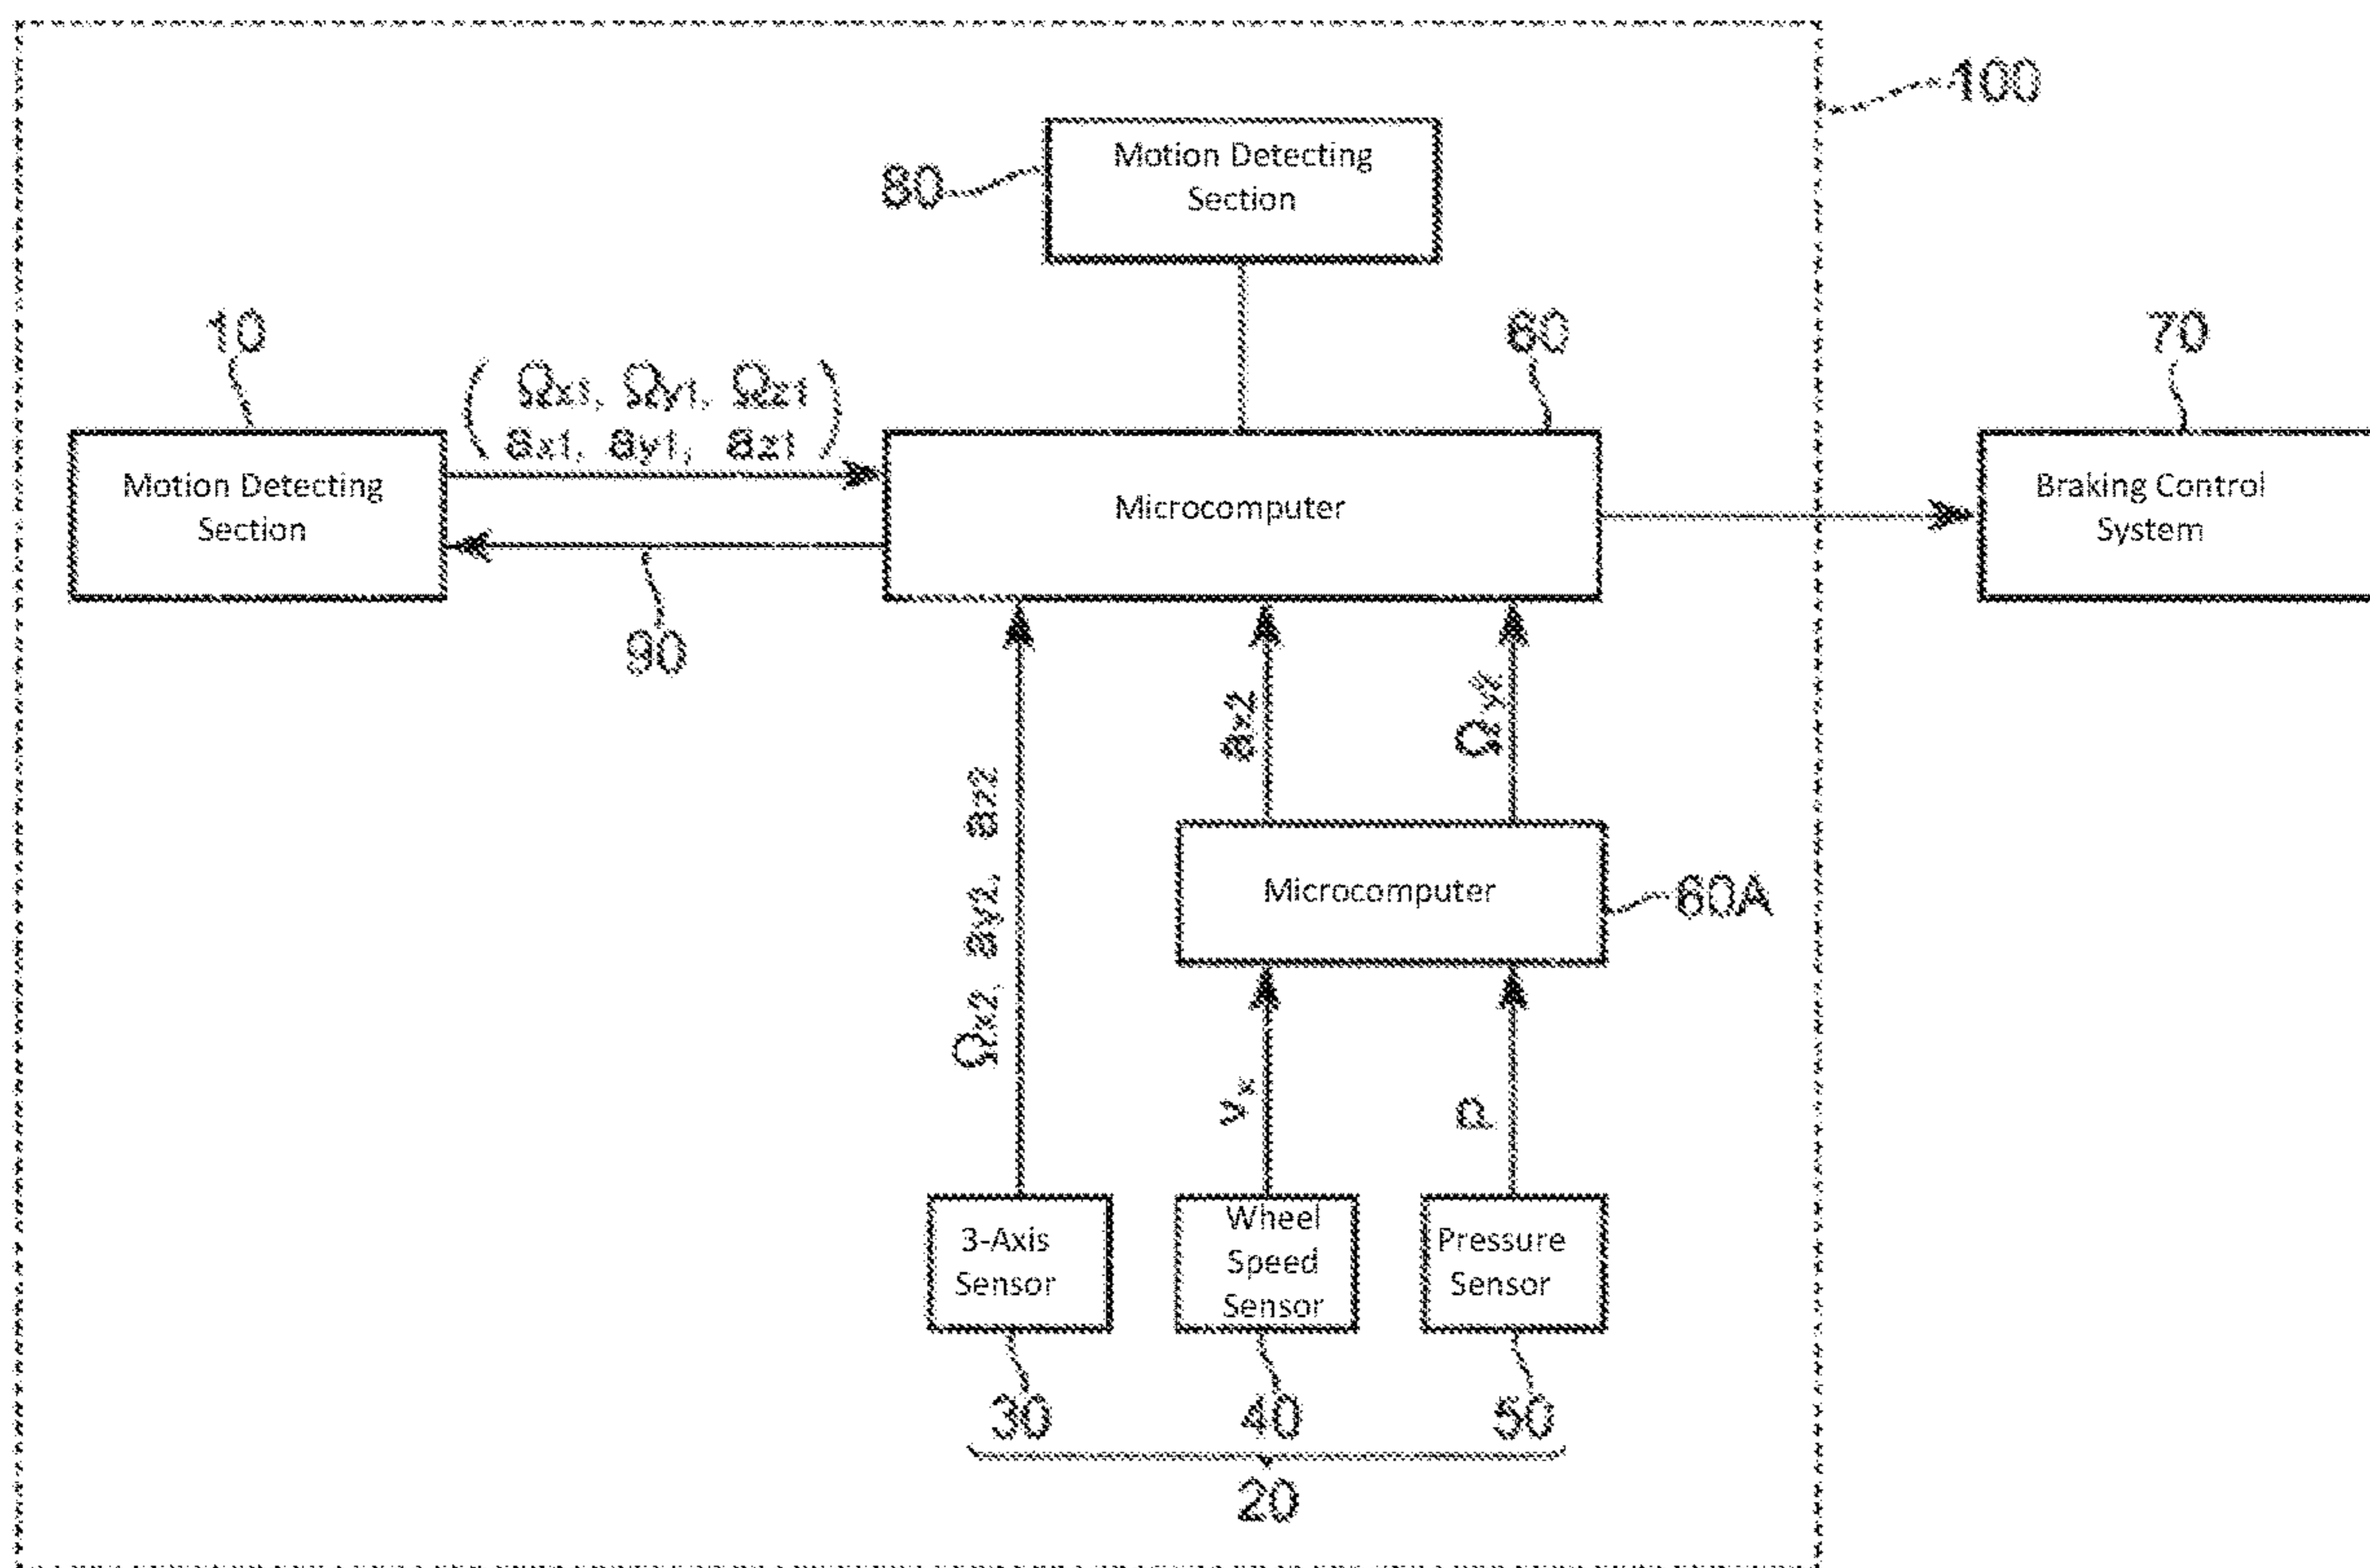 100
Motion Detecting
Section
80
10
Ωx1, Ωy1, Ωz1
ax1, ay1, az1
60
70
Motion Detecting
Section
Microcomputer
Braking Control
System
90
Ωx2, ay2, az2
ax2
Ωy2
Microcomputer
60A
Vx
P
3-Axis
Sensor
Wheel
Speed
Sensor
Pressure
Sensor
30
40
50
20